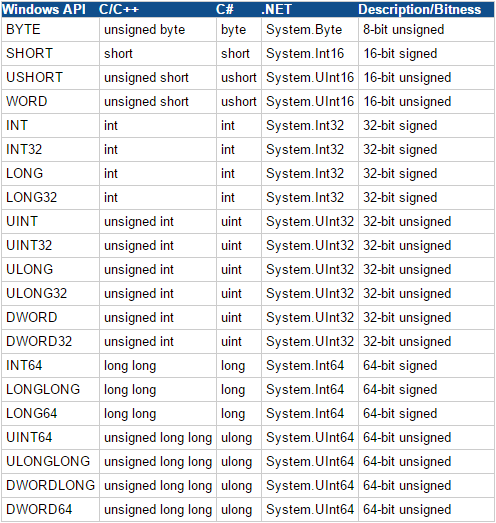 Windows API C/C++ C# .NET Description/Bitness
BYTE unsigned byte byte System.Byte 8-bit unsigned
SHORT short short System.Int16 16-bit signed
USHORT unsigned short ushort System.UInt16 16-bit unsigned
WORD unsigned short ushort System.UInt16 16-bit unsigned
INT int int System.Int32 32-bit signed
INT32 int int System.Int32 32-bit signed
LONG int int System.Int32 32-bit signed
LONG32 int int System.Int32 32-bit signed
UINT unsigned int uint System.UInt32 32-bit unsigned
UINT32 unsigned int uint System.UInt32 32-bit unsigned
ULONG unsigned int uint System.UInt32 32-bit unsigned
ULONG32 unsigned int uint System.UInt32 32-bit unsigned
DWORD unsigned int uint System.UInt32 32-bit unsigned
DWORD32 unsigned int uint System.UInt32 32-bit unsigned
INT64 long long long System.Int64 64-bit signed
LONGLONG long long long System.Int64 64-bit signed
LONG64 long long long System.Int64 64-bit signed
UINT64 unsigned long long ulong System.UInt64 64-bit unsigned
ULONGLONG unsigned long long ulong System.UInt64 64-bit unsigned
DWORDLONG unsigned long long ulong System.UInt64 64-bit unsigned
DWORD64 unsigned long long ulong System.UInt64 64-bit unsigned